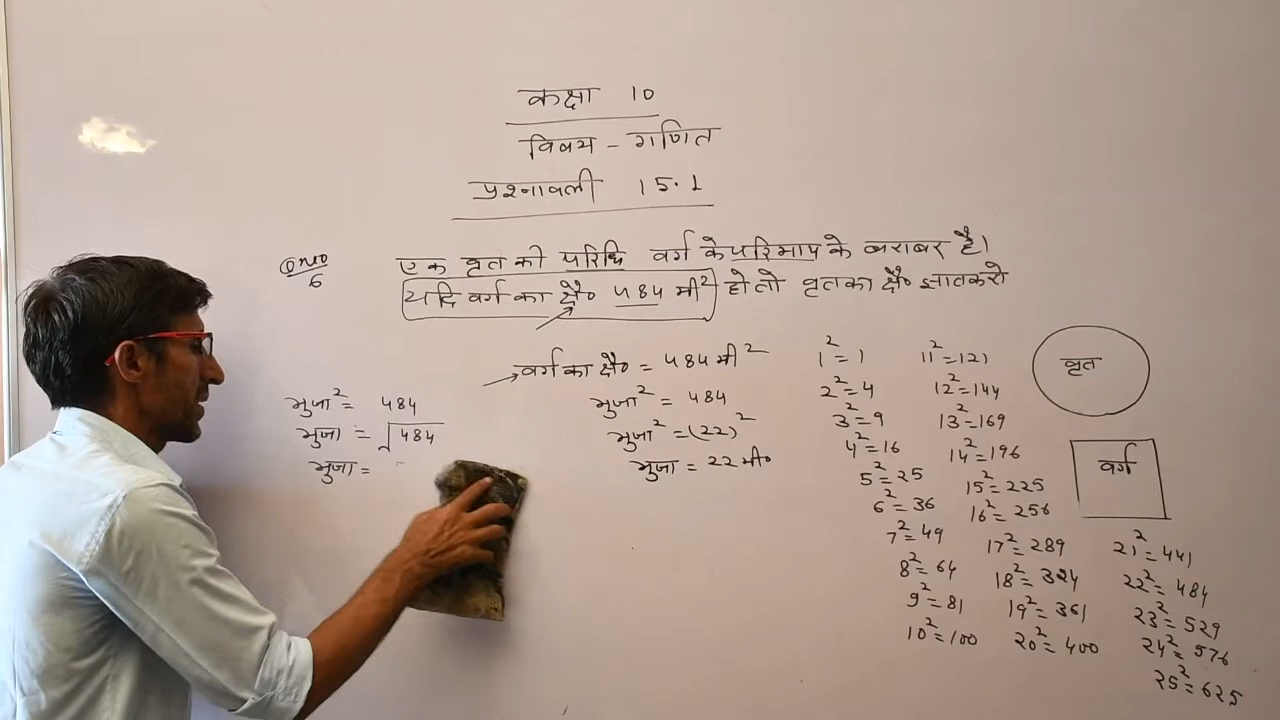 कक्षा 10
विषय - गणित
प्रश्नावली 15.1
Q no 6
एक वृत की परिधि वर्ग के परिमाप के बराबर है।
यदि वर्ग का क्षै० 484 मी² हो तो वृत का क्षै० ज्ञात करो
वर्ग का क्षै० = 484 मी²
भुजा² = 484
भुजा² = (22)²
भुजा = 22 मी०
भुजा² = 484
भुजा = √484
भुजा =
1² = 1
2² = 4
3² = 9
4² = 16
5² = 25
6² = 36
7² = 49
8² = 64
9² = 81
10² = 100
11² = 121
12² = 144
13² = 169
14² = 196
15² = 225
16² = 256
17² = 289
18² = 324
19² = 361
20² = 400
21² = 441
22² = 484
23² = 529
24² = 576
25² = 625
वृत
वर्ग